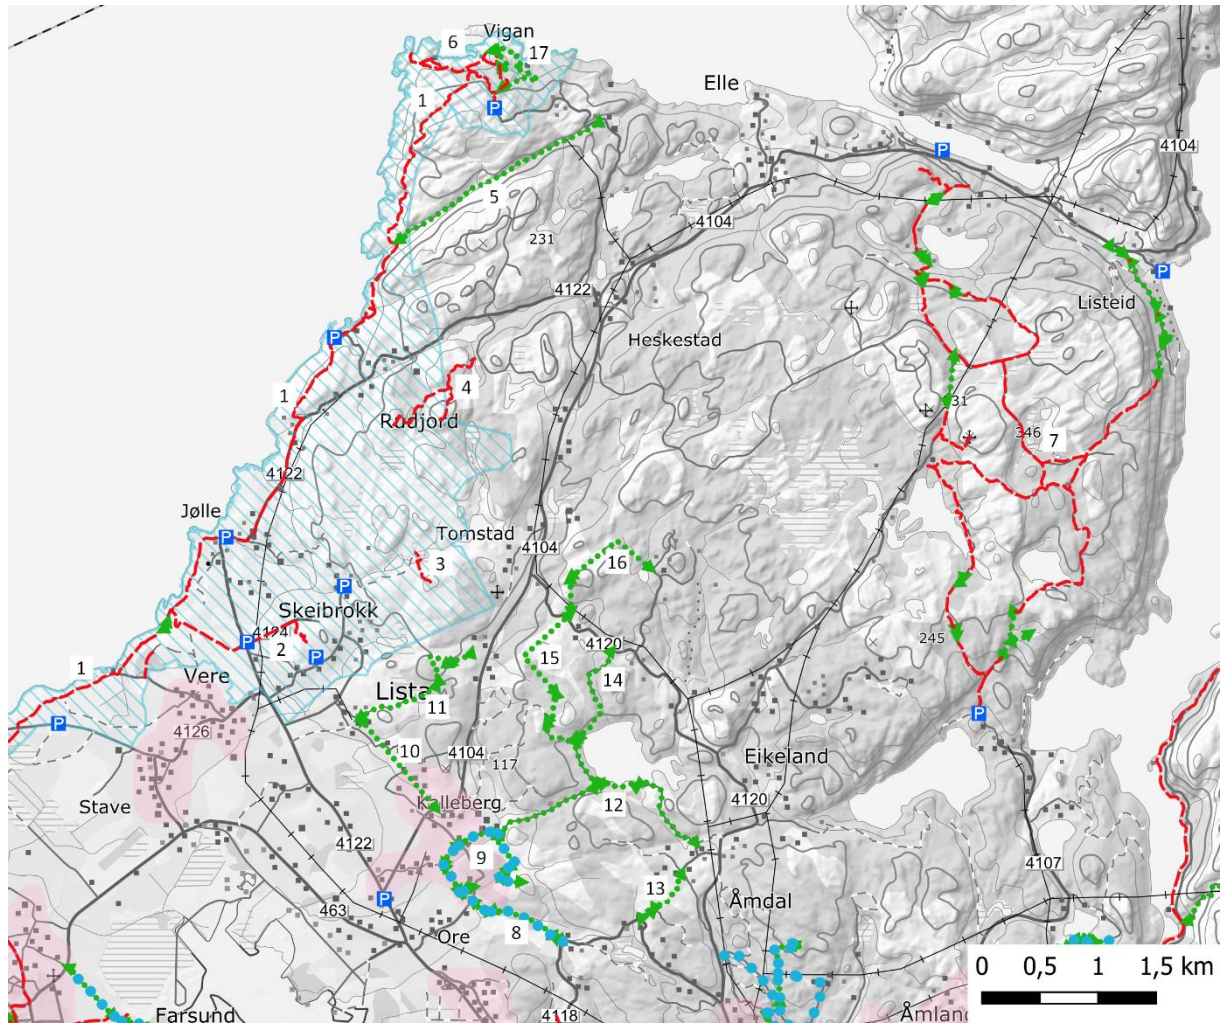 Vigan
6
17
P
1
Elle
P
4104
5
4104
231
P
4122
Listeid
P
Heskestad
1
4
Rudjord
31
346
7
4122
Jølle
P
Tomstad
4104
3
16
P
Skeibrokk
4124
P
2
P
4120
245
1
Vere
15
14
Lista
11
P
4126
10
4104
117
Eikeland
P
Stave
Kalleberg
12
4120
4122
9
4107
463
P
13
Åmdal
Ore
8
0 0,5 1 1,5 km
Farsund
4118
Åmland